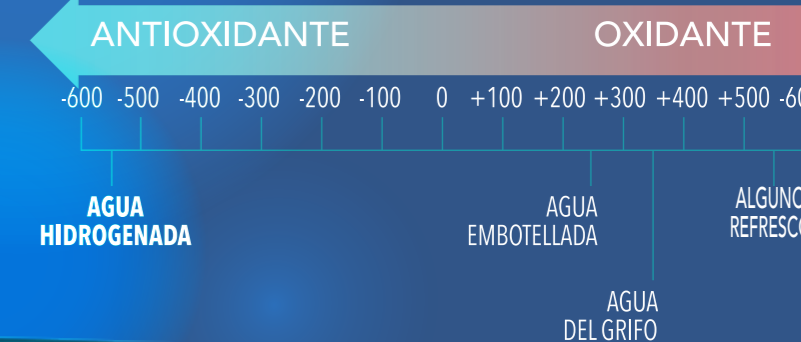 ANTIOXIDANTE OXIDANTE
-600 -500 -400 -300 -200 -100 0 +100 +200 +300 +400 +500
AGUA
HIDROGENADA
AGUA
EMBOTELLADA
AGUA
DEL GRIFO